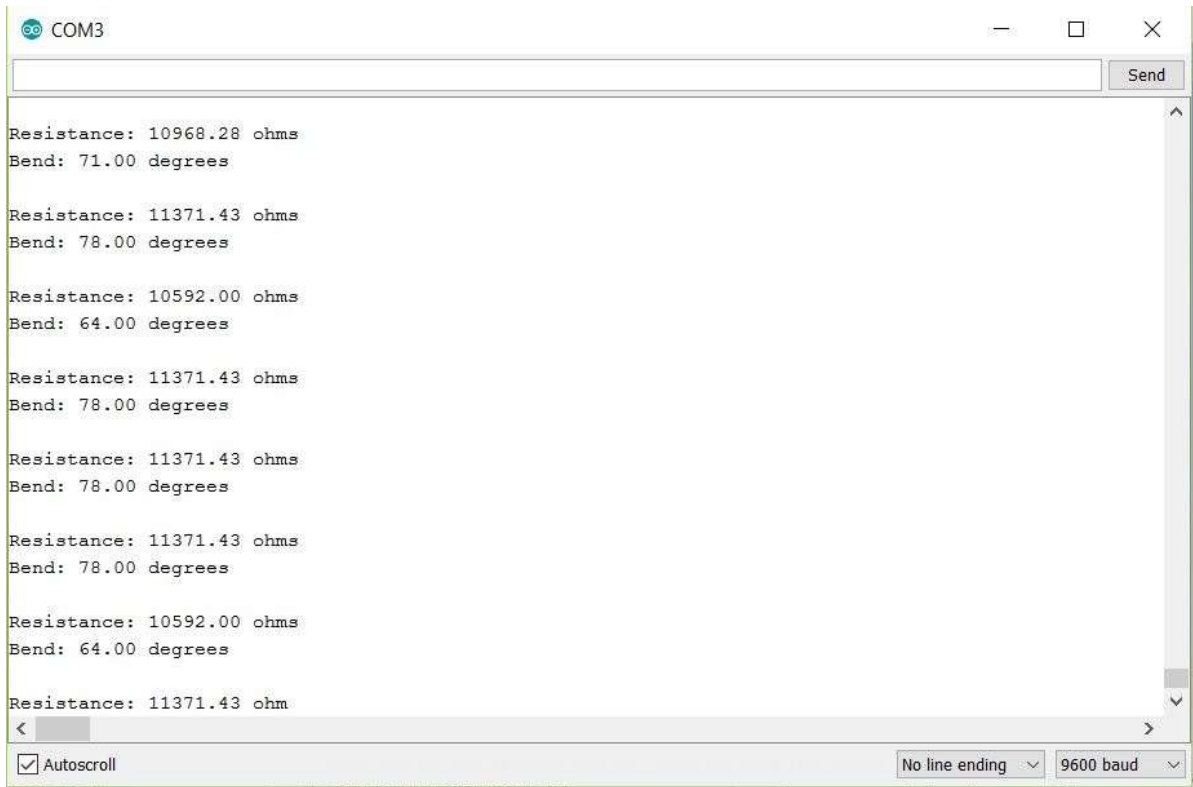 COM3
Send
Resistance: 10968.28 ohms
Bend: 71.00 degrees
Resistance: 11371.43 ohms
Bend: 78.00 degrees
Resistance: 10592.00 ohms
Bend: 64.00 degrees
Resistance: 11371.43 ohms
Bend: 78.00 degrees
Resistance: 11371.43 ohms
Bend: 78.00 degrees
Resistance: 11371.43 ohms
Bend: 78.00 degrees
Resistance: 10592.00 ohms
Bend: 64.00 degrees
Resistance: 11371.43 ohm
Autoscroll No line ending 9600 baud